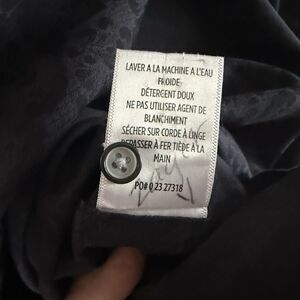 LAVER A LA MACHINE A L'EAU
FROIDE
DÉTERGENT DOUX
NE PAS UTILISER AGENT DE
BLANCHIMENT
SÉCHER SUR CORDE À LINGE
REPASSER À FER TIÈDE À LA
MAIN
PO# 0 23 27318